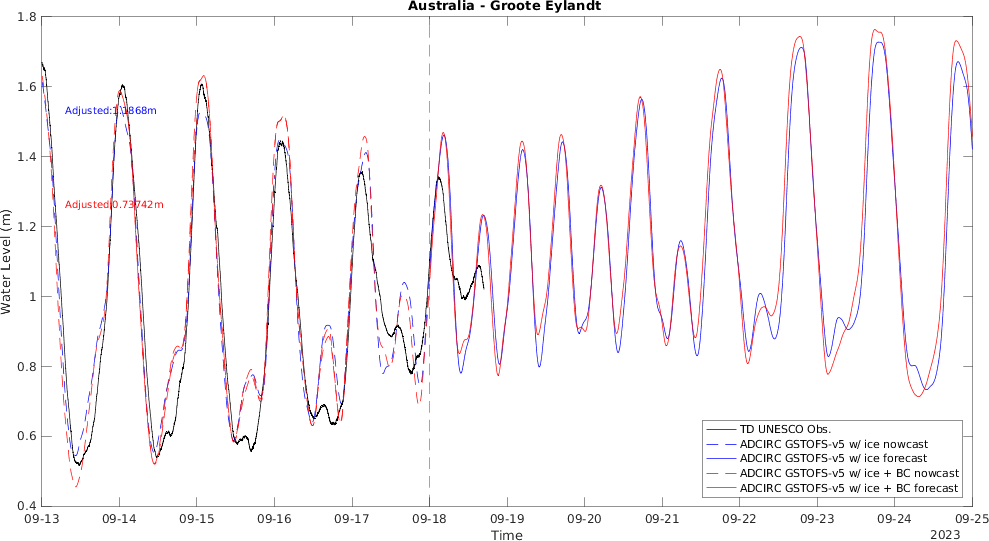 Australia - Groote Eylandt
1.8
1.6
1.4
1.2
1
0.8
0.6
0.4
Water Level (m)
Adjusted:1.1868m
Adjusted:0.73742m
TD UNESCO Obs.
ADCIRC GSTOFS-v5 w/ ice nowcast
ADCIRC GSTOFS-v5 w/ ice forecast
ADCIRC GSTOFS-v5 w/ ice + BC nowcast
ADCIRC GSTOFS-v5 w/ ice + BC forecast
09-13 09-14 09-15 09-16 09-17 09-18 09-19 09-20 09-21 09-22 09-23 09-24 09-25
Time
2023